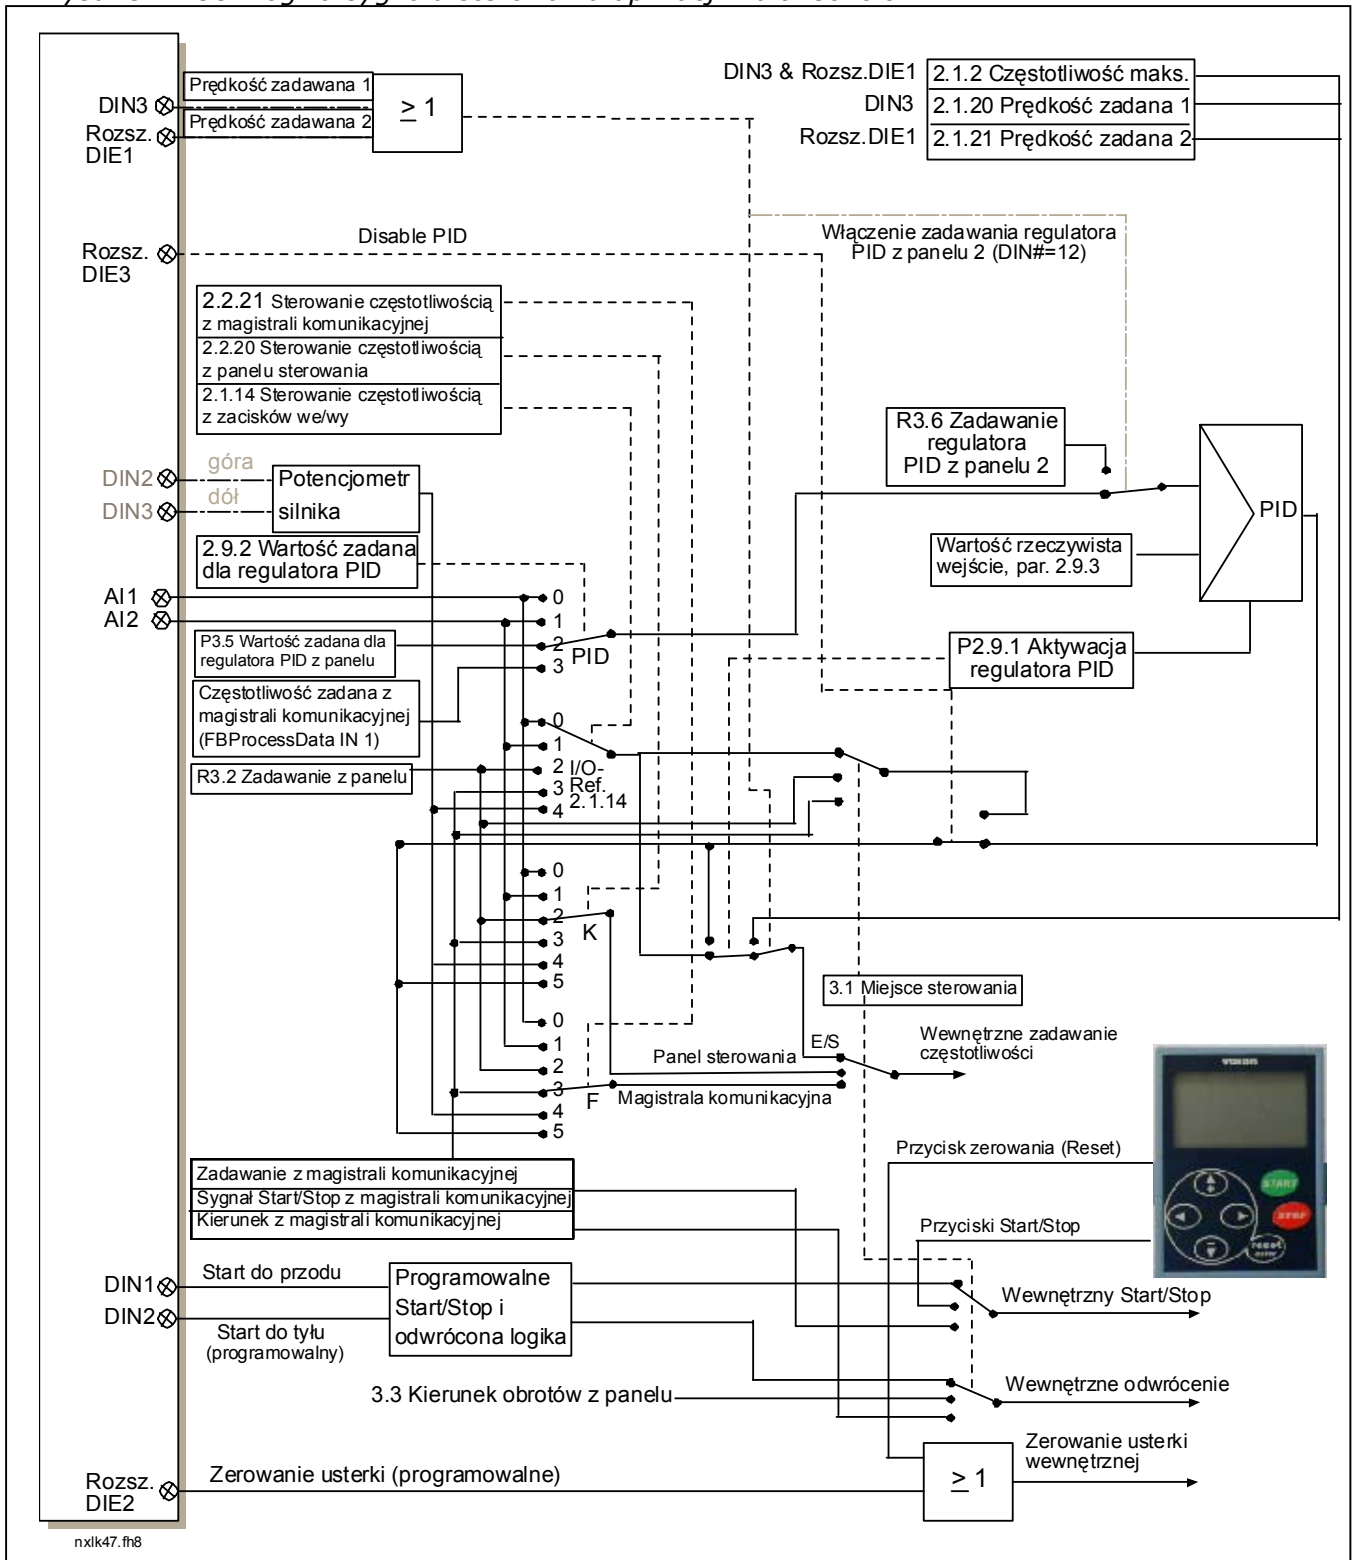 DIN3
Rozsz.
DIE1
Prędkość zadawana 1
Prędkość zadawana 2
≥ 1
DIN3 & Rozsz.DIE1
2.1.2 Częstotliwość maks.
DIN3
2.1.20 Prędkość zadana 1
Rozsz.DIE1
2.1.21 Prędkość zadana 2
Rozsz.
DIE3
Disable PID
Włączenie zadawania regulatora
PID z panelu 2 (DIN#=12)
2.2.21 Sterowanie częstotliwością
z magistrali komunikacyjnej
2.2.20 Sterowanie częstotliwością
z panelu sterowania
2.1.14 Sterowanie częstotliwością
z zacisków we/wy
R3.6 Zadawanie
regulatora
PID z panelu 2
DIN2
góra
DIN3
dół
Potencjometr
silnika
PID
2.9.2 Wartość zadana
dla regulatora PID
Wartość rzeczywista
wejście, par. 2.9.3
AI1
AI2
0
1
2
3
PID
P3.5 Wartość zadana dla
regulatora PID z panelu
P2.9.1 Aktywacja
regulatora PID
Częstotliwość zadana z
magistrali komunikacyjnej
(FBProcessData IN 1)
R3.2 Zadawanie z panelu
0
1
2
3
4
I/O-
Ref.
2.1.14
0
1
2
3
4
5
K
3.1 Miejsce sterowania
0
1
2
3
4
5
F
E/S
Panel sterowania
Magistrala komunikacyjna
Wewnętrzne zadawanie
częstotliwości
Przycisk zerowania (Reset)
START
STOP
reset
Zadawanie z magistrali komunikacyjnej
Sygnał Start/Stop z magistrali komunikacyjnej
Kierunek z magistrali komunikacyjnej
Przyciski Start/Stop
DIN1
Start do przodu
DIN2
Start do tyłu
(programowalny)
Programowalne
Start/Stop i
odwrócona logika
Wewnętrzny Start/Stop
3.3 Kierunek obrotów z panelu
Wewnętrzne odwrócenie
Rozsz.
DIE2
Zerowanie usterki (programowalne)
≥ 1
Zerowanie usterki
wewnętrznej
nxlk47.fh8